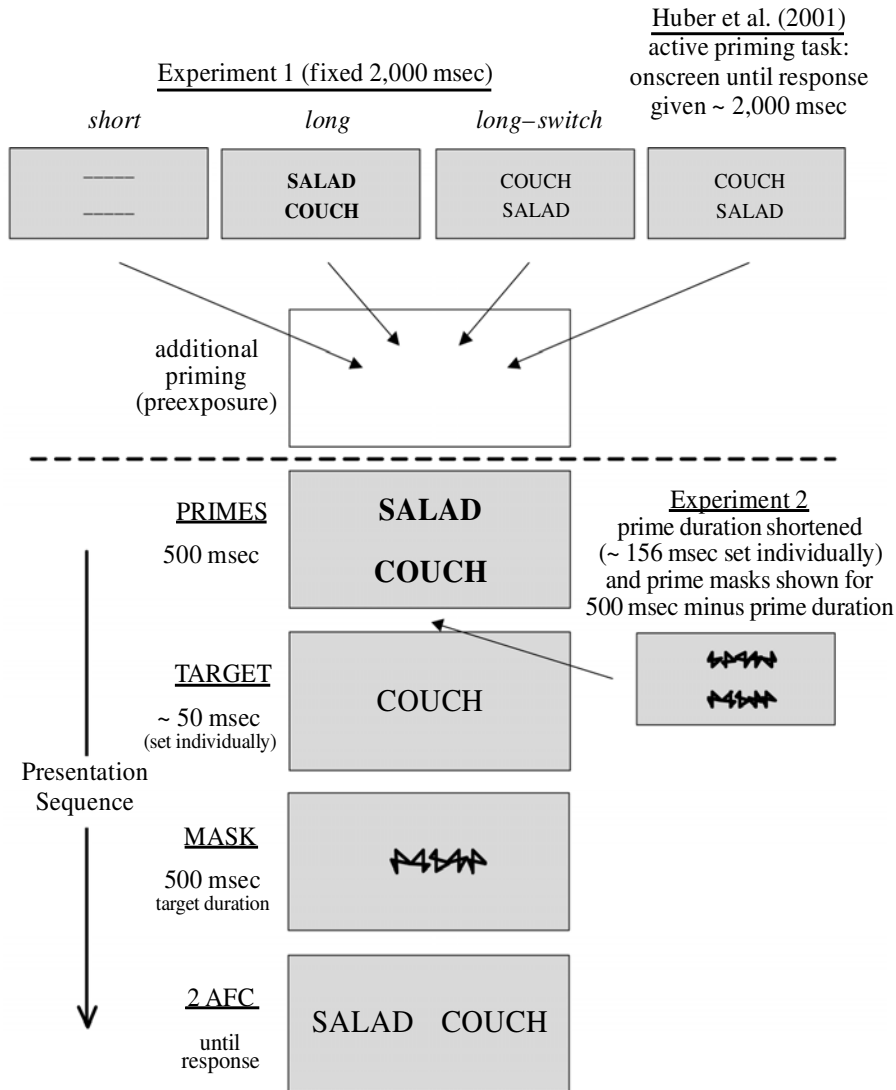 Huber et al. (2001)
active priming task:
onscreen until response
given ~ 2,000 msec
Experiment 1 (fixed 2,000 msec)
short
long
long–switch
SALAD
COUCH
COUCH
SALAD
COUCH
SALAD
additional
priming
(preexposure)
PRIMES
500 msec
SALAD
COUCH
Experiment 2
prime duration shortened
(~ 156 msec set individually)
and prime masks shown for
500 msec minus prime duration
TARGET
~ 50 msec
(set individually)
COUCH
Presentation
Sequence
MASK
500 msec
target duration
2 AFC
until
response
SALAD COUCH